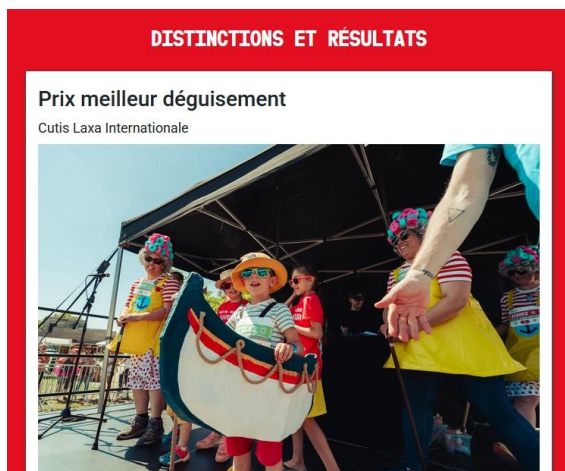 DISTINCTIONS ET RÉSULTATS
Prix meilleur déguisement
Cutis Laxa Internationale